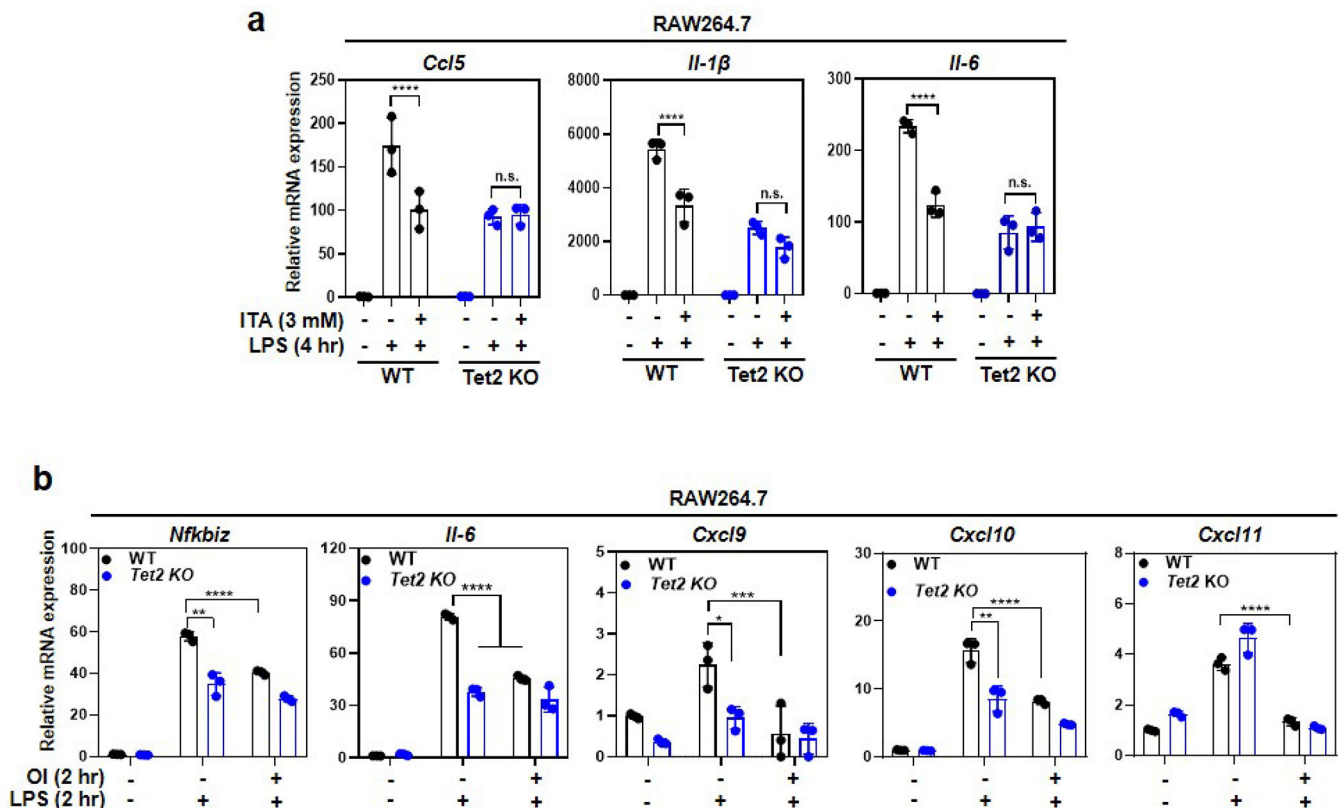 a
RAW264.7
Ccl5 Il-1β Il-6
Relative mRNA expression
250
200
150
100
50
0
**** n.s.
8000
6000
4000
2000
0
**** n.s.
300
200
100
0
**** n.s.
ITA (3 mM) - - + - - + - - + - - + - - + - - +
LPS (4 hr) - + + - + + - + + - + + - + + - + +
WT Tet2 KO WT Tet2 KO WT Tet2 KO
b
RAW264.7
Nfkbiz Il-6 Cxcl9 Cxcl10 Cxcl11
Relative mRNA expression
100
80
60
40
20
0
WT
Tet2 KO
****
**
120
90
60
30
0
WT
Tet2 KO
****
5
4
3
2
1
0
WT
Tet2 KO
***
*
30
20
10
0
WT
Tet2 KO
****
**
8
6
4
2
0
WT
Tet2 KO
****
OI (2 hr) - - + - - + - - + - - + - - +
LPS (2 hr) - + + - + + - + + - + + - + +